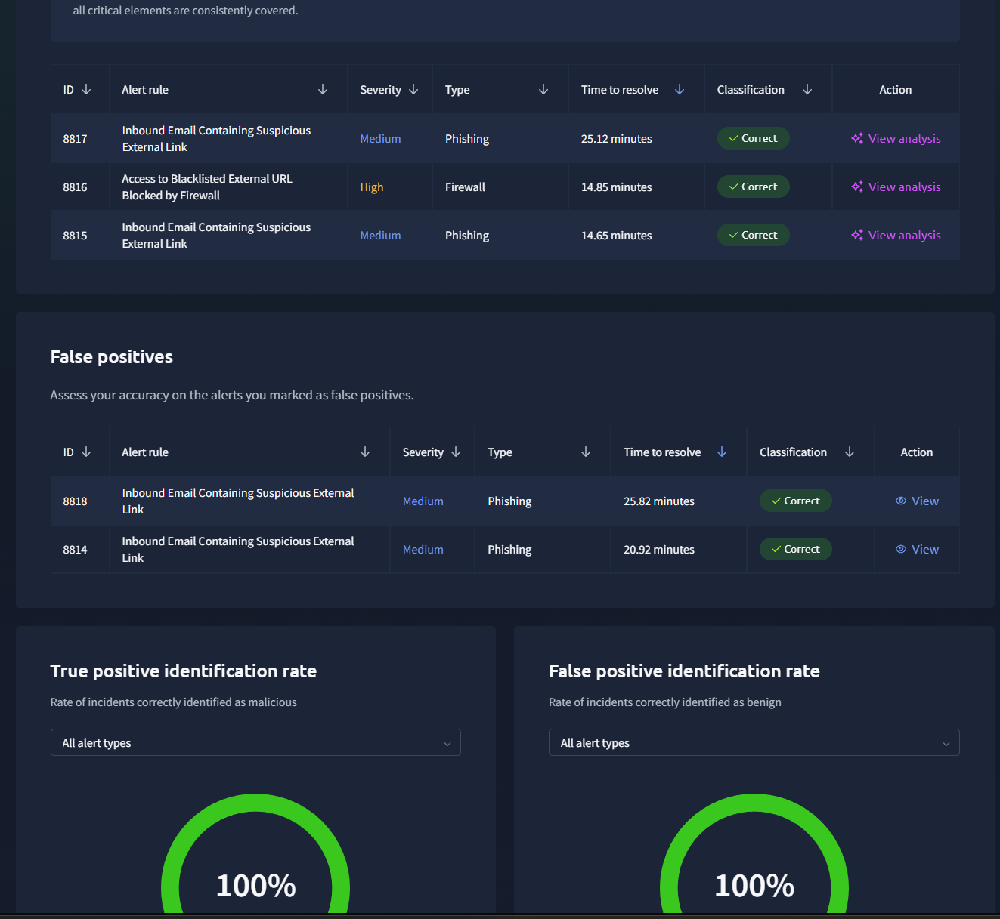 all critical elements are consistently covered.
ID Alert rule Severity Type Time to resolve Classification Action
8817 Inbound Email Containing Suspicious External Link Medium Phishing 25.12 minutes Correct View analysis
8816 Access to Blacklisted External URL Blocked by Firewall High Firewall 14.85 minutes Correct View analysis
8815 Inbound Email Containing Suspicious External Link Medium Phishing 14.65 minutes Correct View analysis
False positives
Assess your accuracy on the alerts you marked as false positives.
ID Alert rule Severity Type Time to resolve Classification Action
8818 Inbound Email Containing Suspicious External Link Medium Phishing 25.82 minutes Correct View
8814 Inbound Email Containing Suspicious External Link Medium Phishing 20.92 minutes Correct View
True positive identification rate
Rate of incidents correctly identified as malicious
All alert types
100%
False positive identification rate
Rate of incidents correctly identified as benign
All alert types
100%